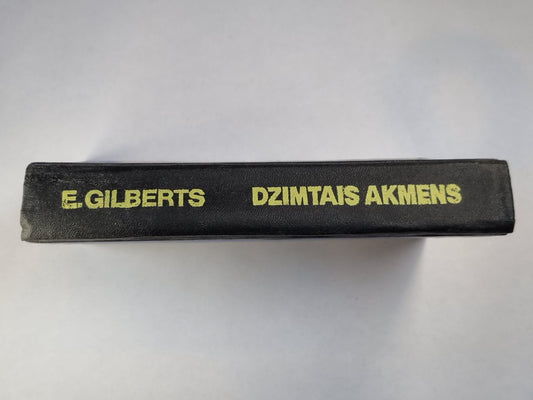 E. GILBERTS DZIMTAIS AKMENS